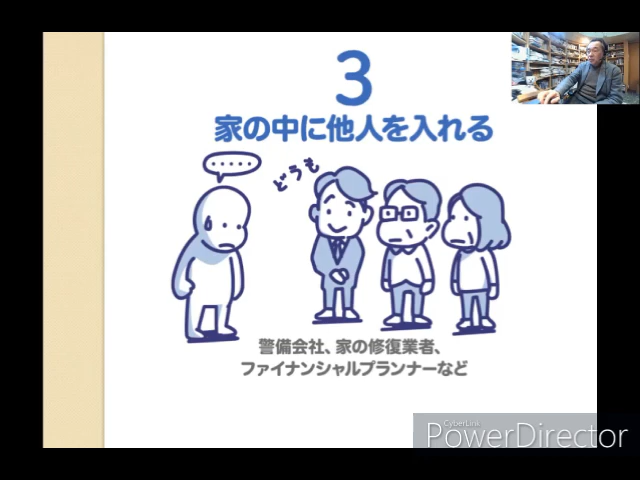 3
家の中に他人を入れる
・・・・・
どうも
警備会社、家の修復業者、
ファイナンシャルプランナーなど
CyberLink
PowerDirector